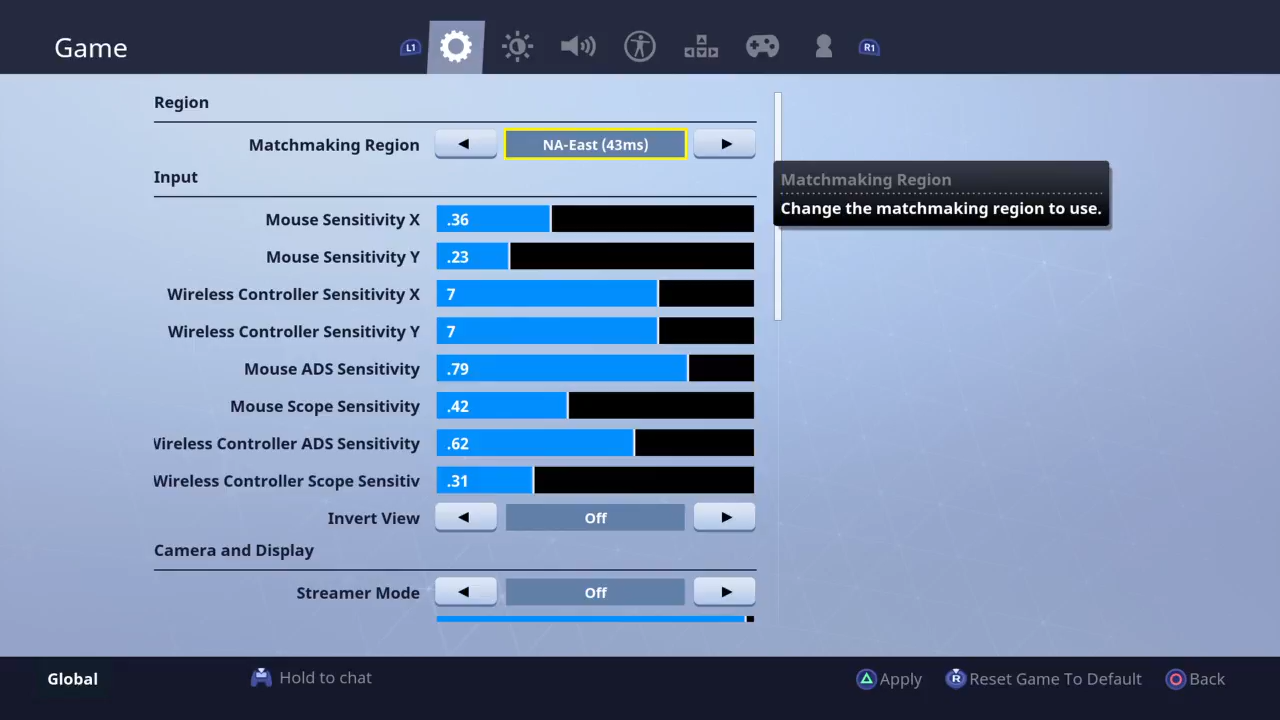 Game
L1
R1
Region
Matchmaking Region
NA-East (43ms)
Matchmaking Region
Change the matchmaking region to use.
Input
Mouse Sensitivity X
.36
Mouse Sensitivity Y
.23
Wireless Controller Sensitivity X
7
Wireless Controller Sensitivity Y
7
Mouse ADS Sensitivity
.79
Mouse Scope Sensitivity
.42
Wireless Controller ADS Sensitivity
.62
Wireless Controller Scope Sensitiv
.31
Invert View
Off
Camera and Display
Streamer Mode
Off
Global
Hold to chat
Apply
R
Reset Game To Default
Back